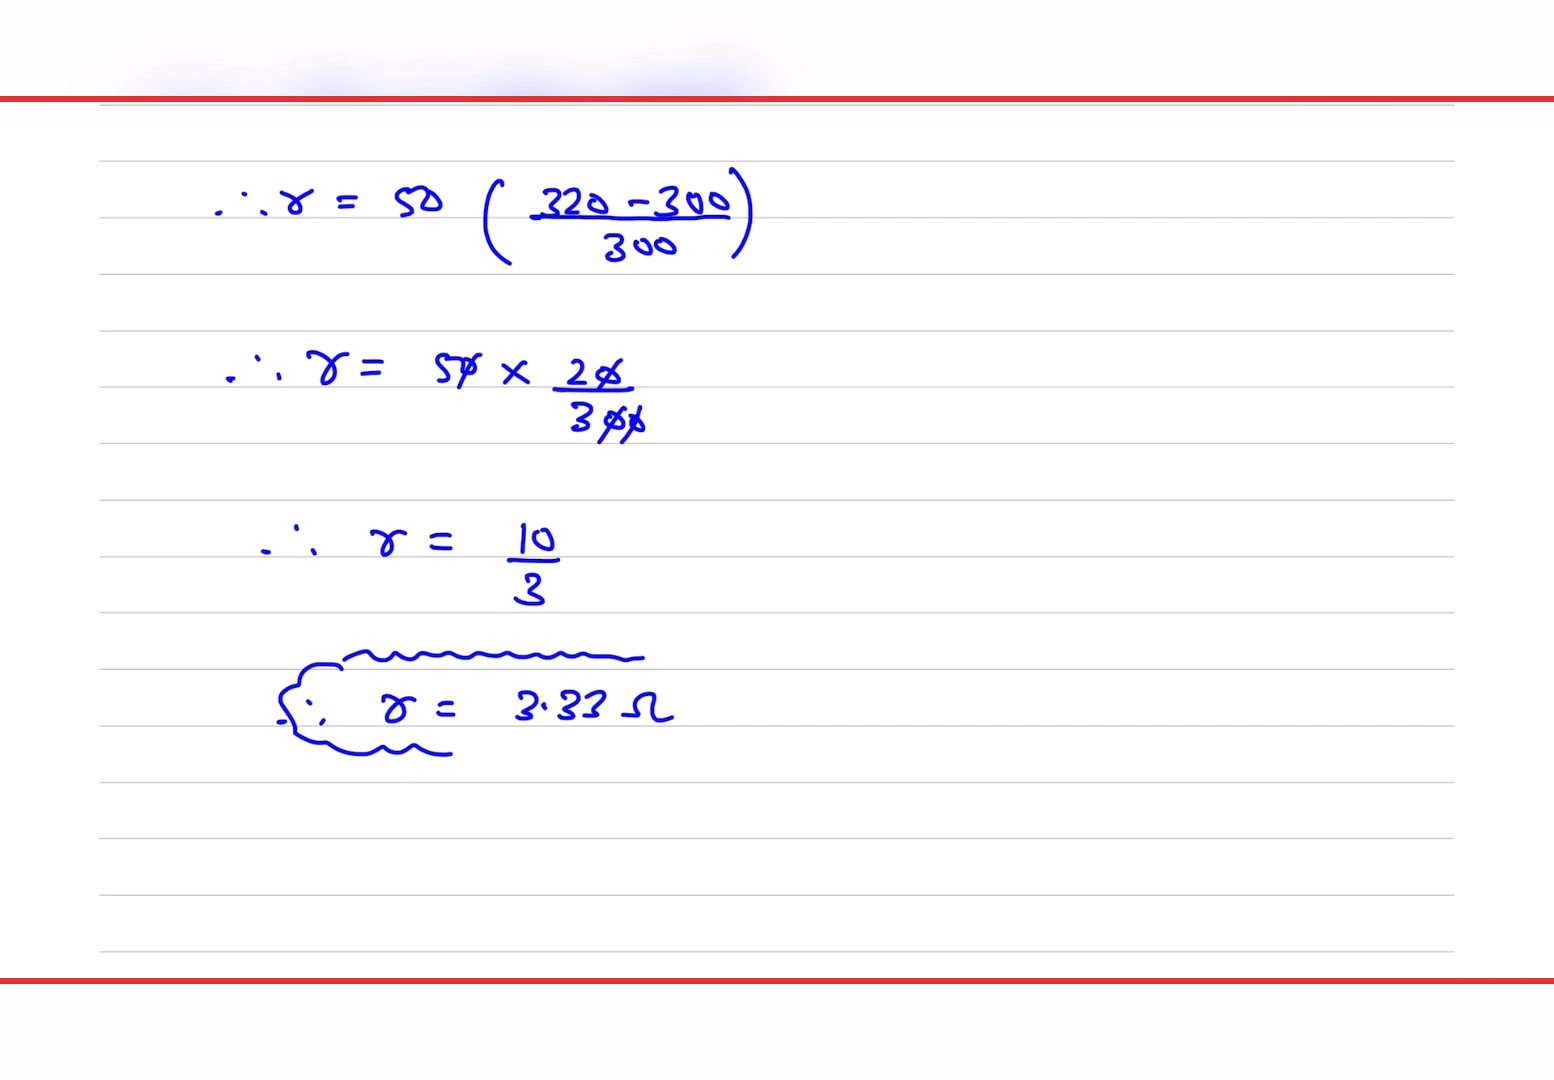 ∴ r = 50 ( 320 - 300 / 300 )
∴ r = 50 × 20 / 300
∴ r = 10 / 3
∴ r = 3.33 Ω